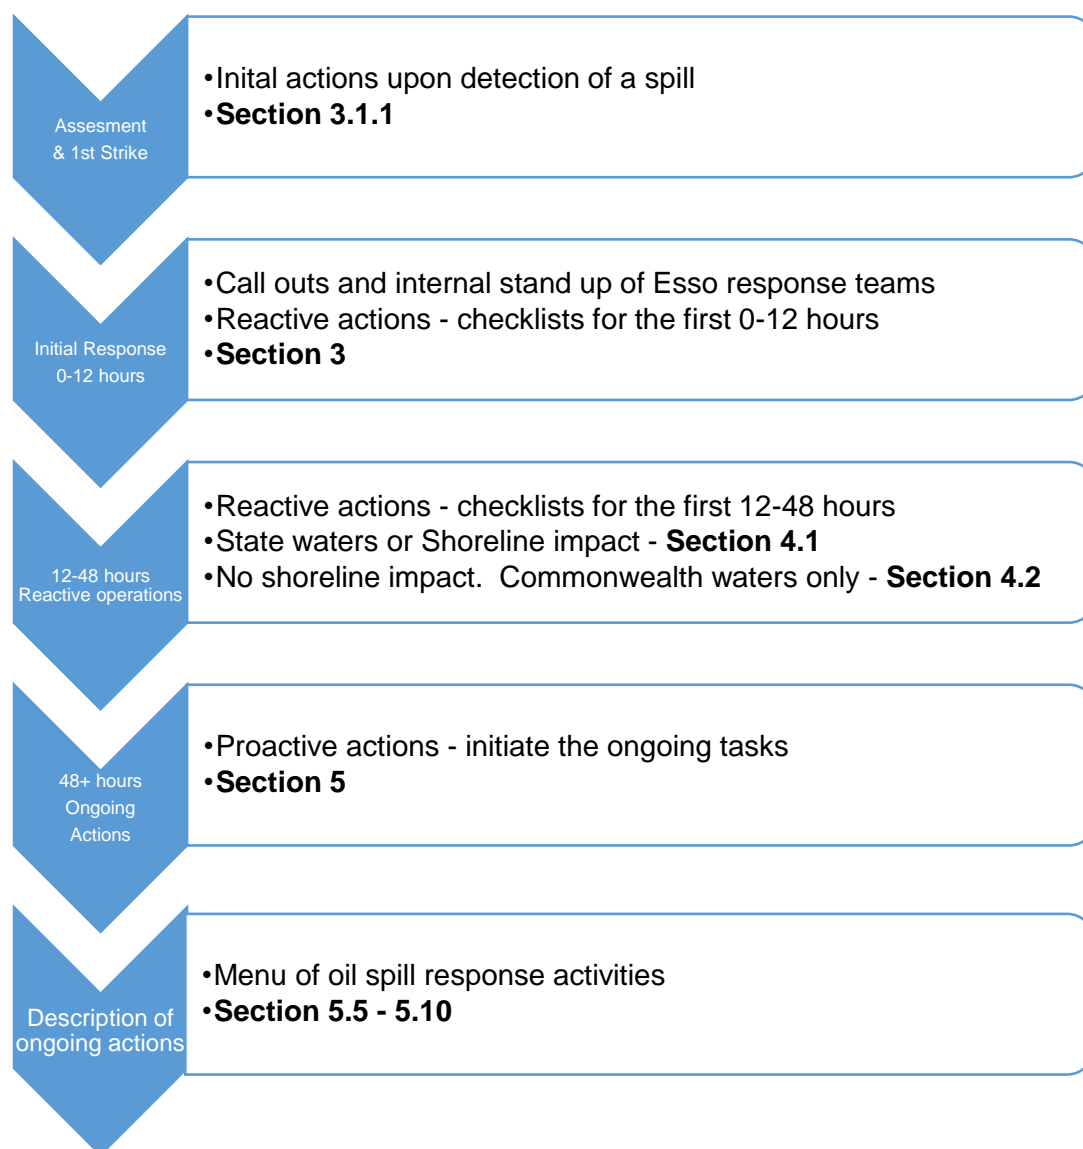 Assesment
& 1st Strike
•Inital actions upon detection of a spill
•Section 3.1.1
Initial Response
0-12 hours
•Call outs and internal stand up of Esso response teams
•Reactive actions - checklists for the first 0-12 hours
•Section 3
12-48 hours
Reactive operations
•Reactive actions - checklists for the first 12-48 hours
•State waters or Shoreline impact - Section 4.1
•No shoreline impact.  Commonwealth waters only - Section 4.2
48+ hours
Ongoing
Actions
•Proactive actions - initiate the ongoing tasks
•Section 5
Description of
ongoing actions
•Menu of oil spill response activities
•Section 5.5 - 5.10